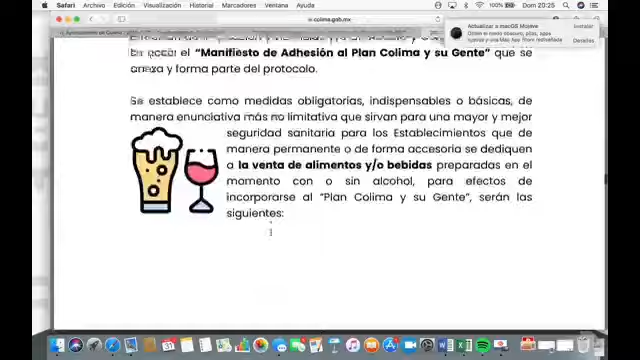 Safari Archivo Edición Visualización Historial Marcadores Ventana Ayuda
Dom 20:25
colima.gob.mx
Actualizar a macOS Mojave
Instalar
Detalles
local el “Manifiesto de Adhesión al Plan Colima y su Gente” que se
anexa y forma parte del protocolo.
Se establece como medidas obligatorias, indispensables o básicas, de
manera enunciativa más no limitativa que sirvan para una mayor y mejor
seguridad sanitaria para los Establecimientos que de
manera permanente o de forma accesoria se dediquen
a la venta de alimentos y/o bebidas preparadas en el
momento con o sin alcohol, para efectos de
incorporarse al “Plan Colima y su Gente”, serán las
siguientes: